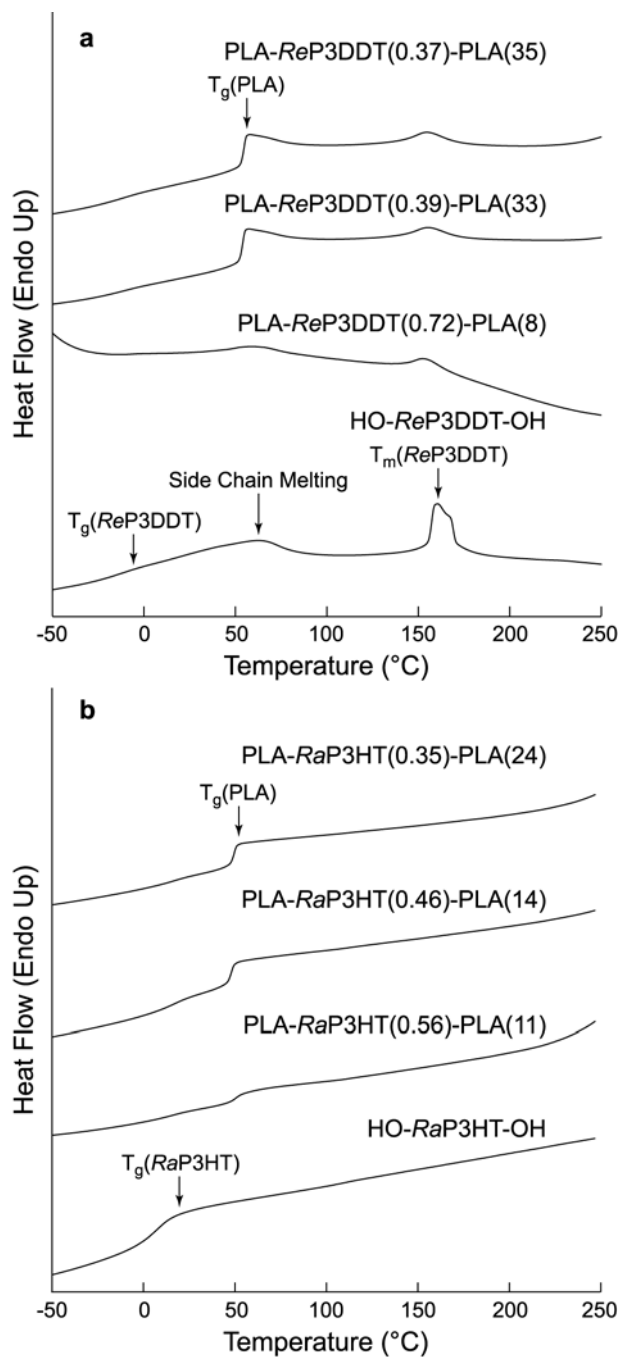 a
PLA-ReP3DDT(0.37)-PLA(35)
Tg(PLA)
PLA-ReP3DDT(0.39)-PLA(33)
PLA-ReP3DDT(0.72)-PLA(8)
HO-ReP3DDT-OH
Tm(ReP3DDT)
Side Chain Melting
Tg(ReP3DDT)
Heat Flow (Endo Up)
-50 0 50 100 150 200 250
Temperature (°C)
b
PLA-RaP3HT(0.35)-PLA(24)
Tg(PLA)
PLA-RaP3HT(0.46)-PLA(14)
PLA-RaP3HT(0.56)-PLA(11)
HO-RaP3HT-OH
Tg(RaP3HT)
Heat Flow (Endo Up)
-50 0 50 100 150 200 250
Temperature (°C)